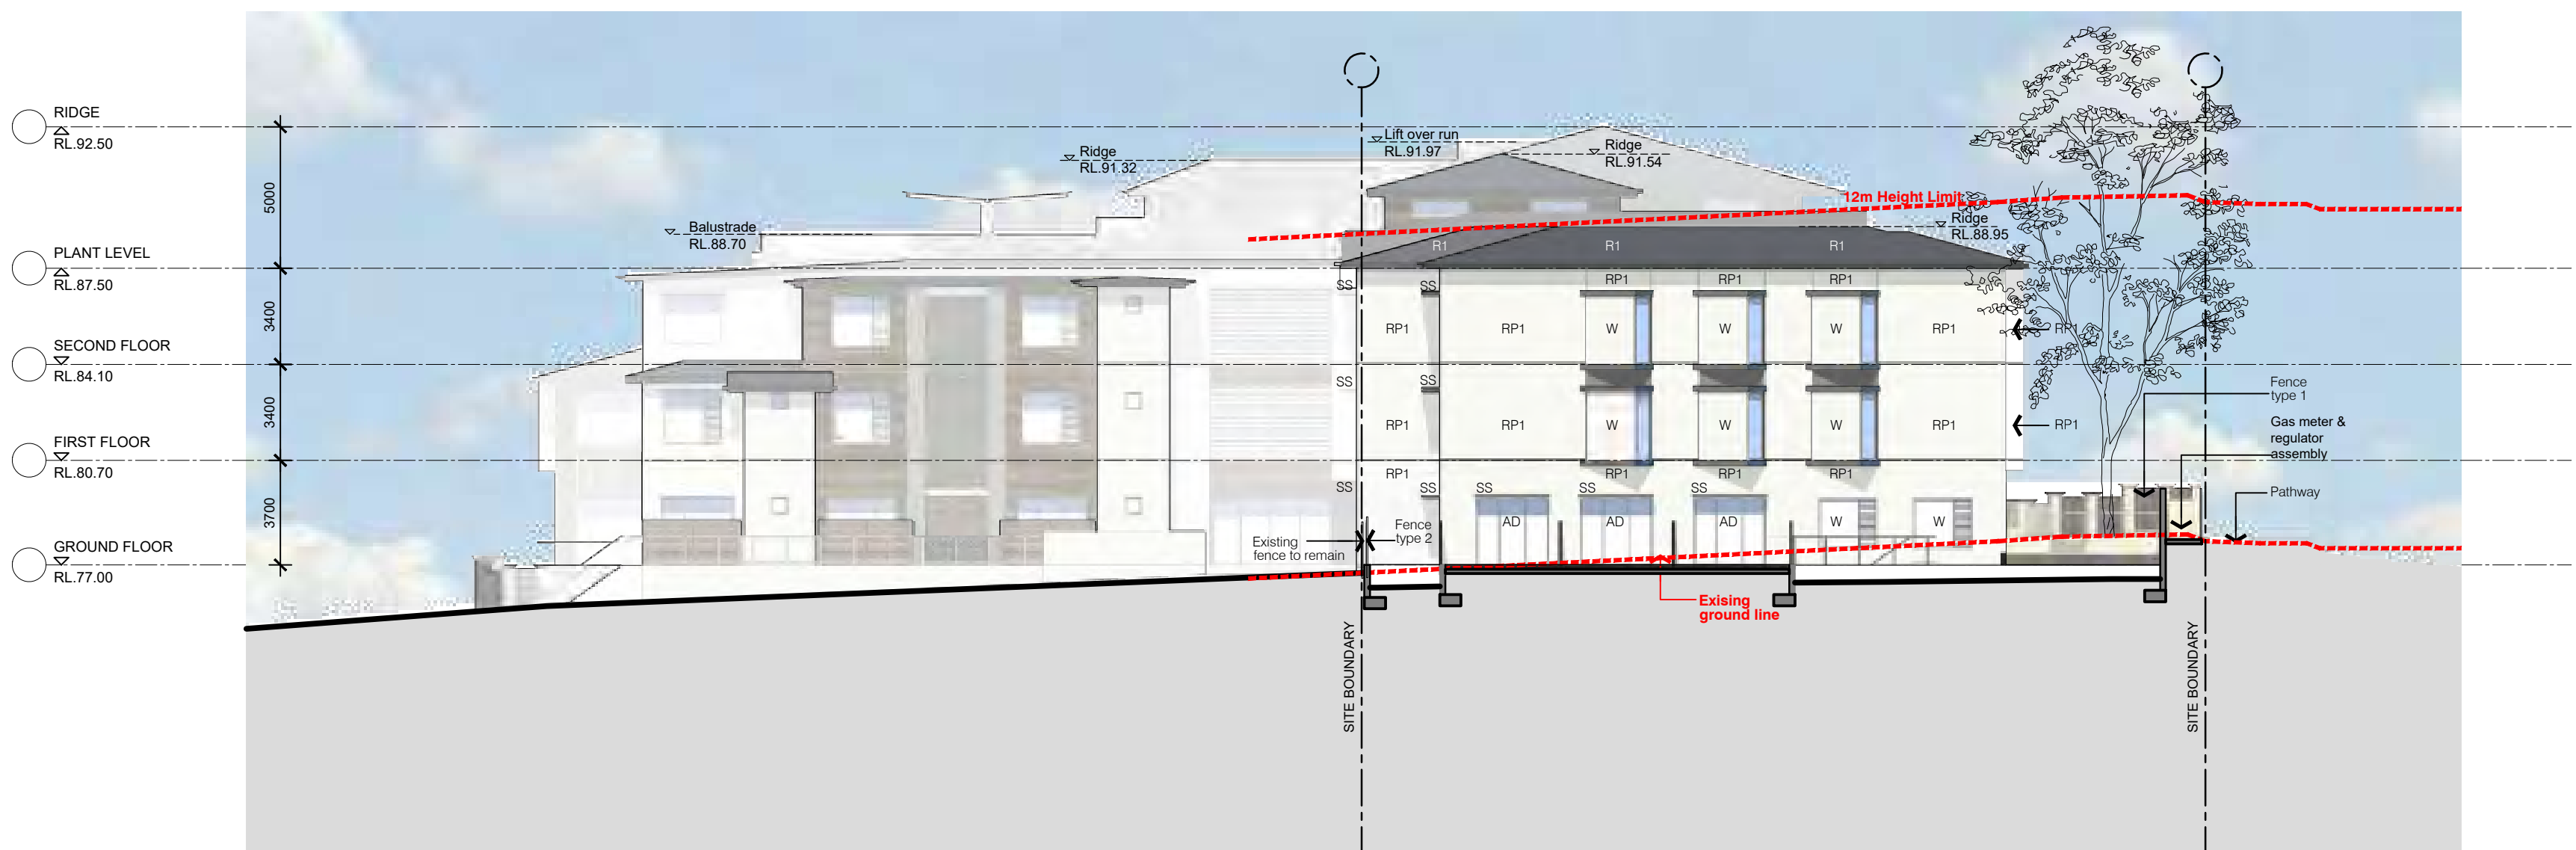 RIDGE
RL.92.50
5000
PLANT LEVEL
RL.87.50
3400
SECOND FLOOR
RL.84.10
3400
FIRST FLOOR
RL.80.70
3700
GROUND FLOOR
RL.77.00
Balustrade
RL.88.70
Ridge
RL.91.32
Lift over run
RL.91.97
Ridge
RL.91.54
12m Height Limit
Ridge
RL.88.95
R1
R1
R1
SS
SS
RP1
RP1
RP1
RP1
RP1
W
W
W
RP1
RP1
SS
SS
RP1
RP1
W
W
W
RP1
RP1
RP1
RP1
RP1
RP1
SS
SS
SS
SS
SS
AD
AD
AD
W
W
Existing
fence to remain
Fence
type 2
Fence
type 1
Gas meter &
regulator
assembly
Pathway
Exising
ground line
SITE BOUNDARY
SITE BOUNDARY